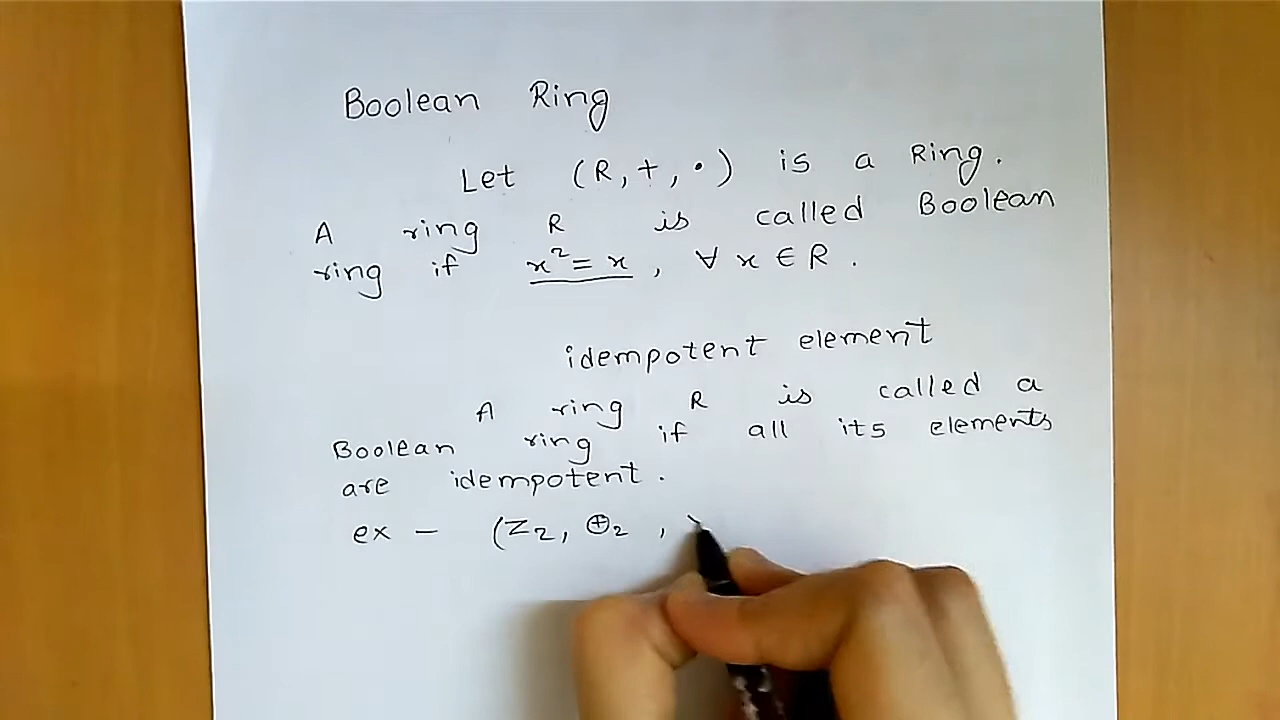 Boolean Ring
Let (R, +, •) is a Ring.
A ring R is called Boolean
ring if x² = x, ∀ x ∈ R.
idempotent element
A ring R is called a
Boolean ring if all its elements
are idempotent.
ex - (Z₂, ⊕₂ ,